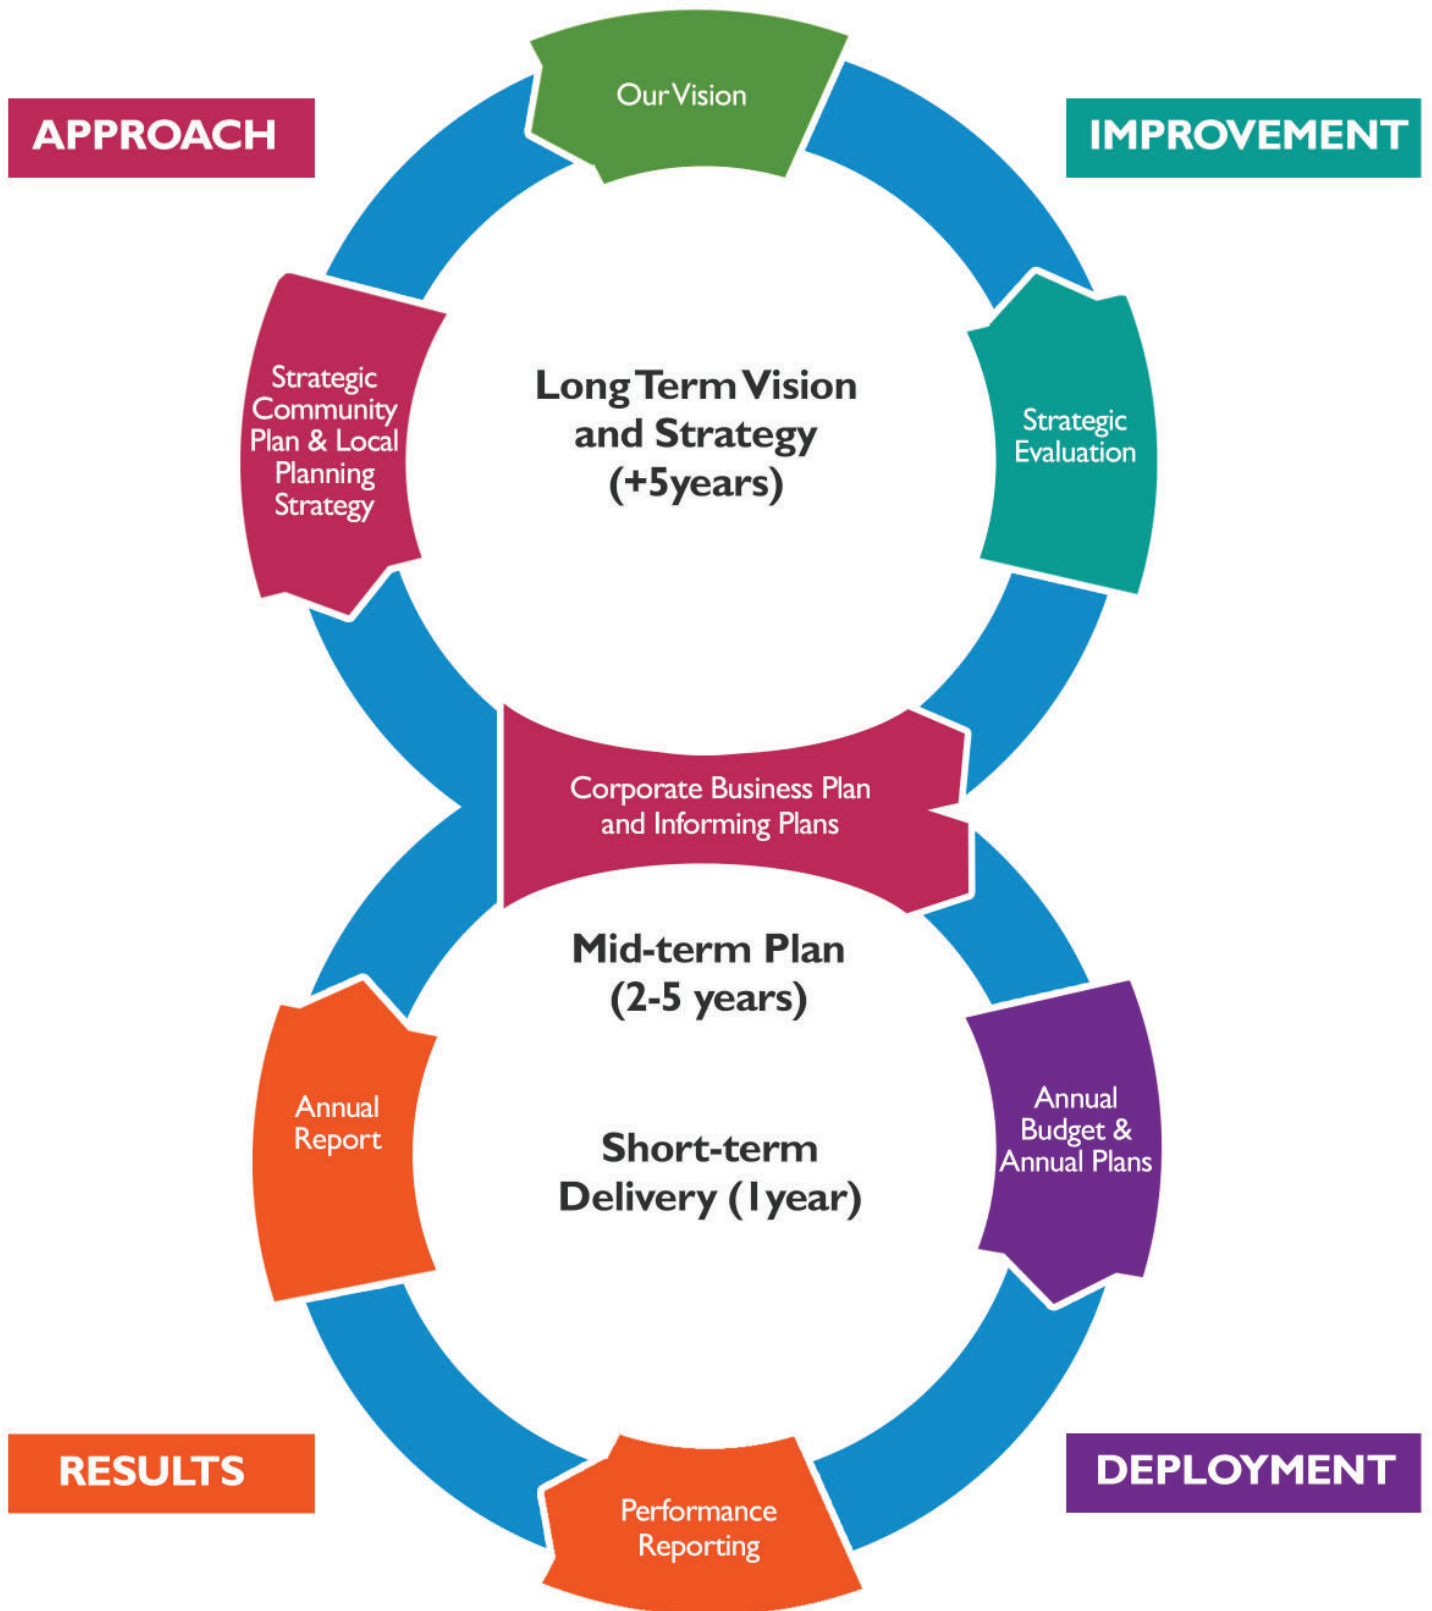 Our Vision
APPROACH
IMPROVEMENT
Strategic
Community
Plan & Local
Planning
Strategy
Long Term Vision
and Strategy
(+5years)
Strategic
Evaluation
Corporate Business Plan
and Informing Plans
Mid-term Plan
(2-5 years)
Annual
Report
Short-term
Delivery (1year)
Annual
Budget &
Annual Plans
RESULTS
DEPLOYMENT
Performance
Reporting